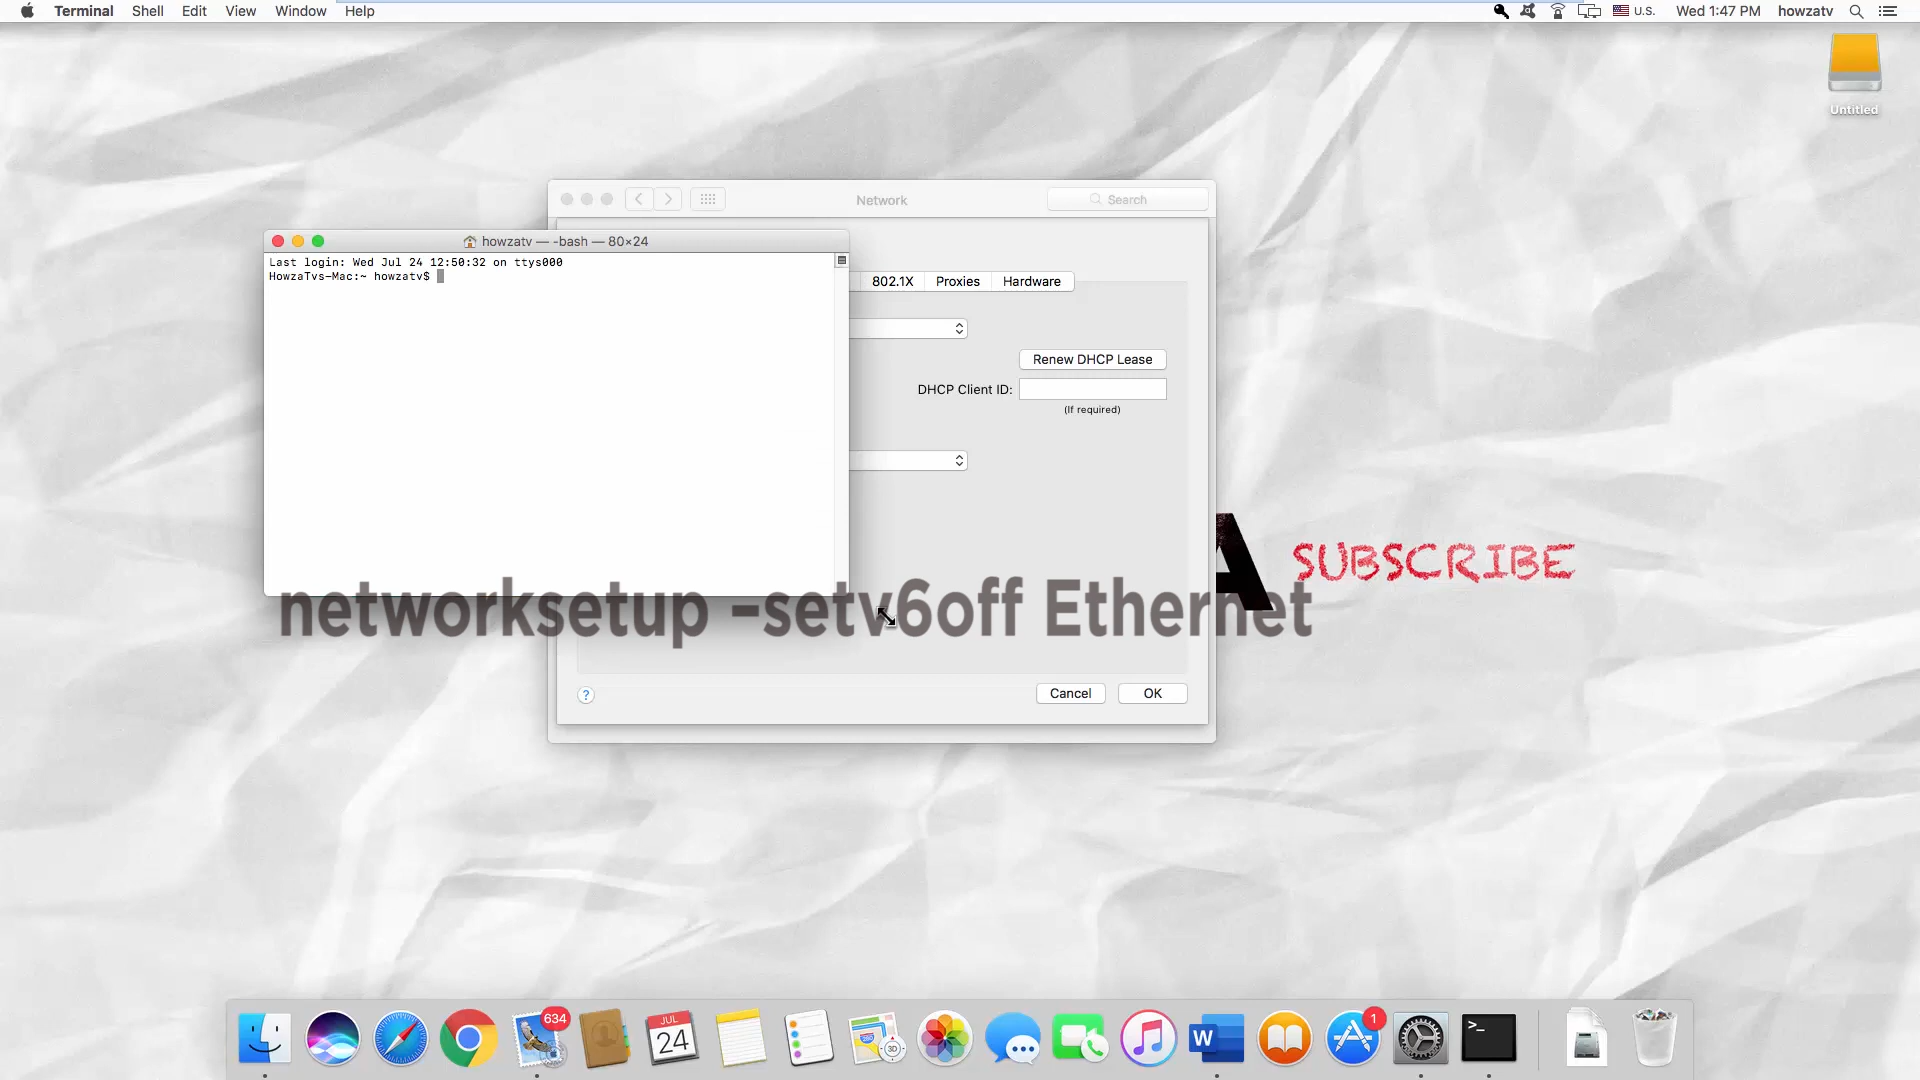 Terminal Shell Edit View Window Help
U.S. Wed 1:47 PM howzatv
Untitled
Network
Search
howzatv — -bash — 80×24
Last login: Wed Jul 24 12:50:32 on ttys000
HowzaTvs-Mac:~ howzatv$
802.1X Proxies Hardware
Renew DHCP Lease
DHCP Client ID:
(If required)
A
SUBSCRIBE
networksetup -setv6off Ethernet
? Cancel OK
634
JUL
24
3D
W
1
>_